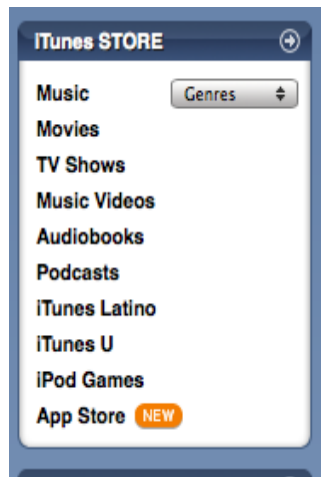 iTunes STORE
Music Genres
Movies
TV Shows
Music Videos
Audiobooks
Podcasts
iTunes Latino
iTunes U
iPod Games
App Store NEW